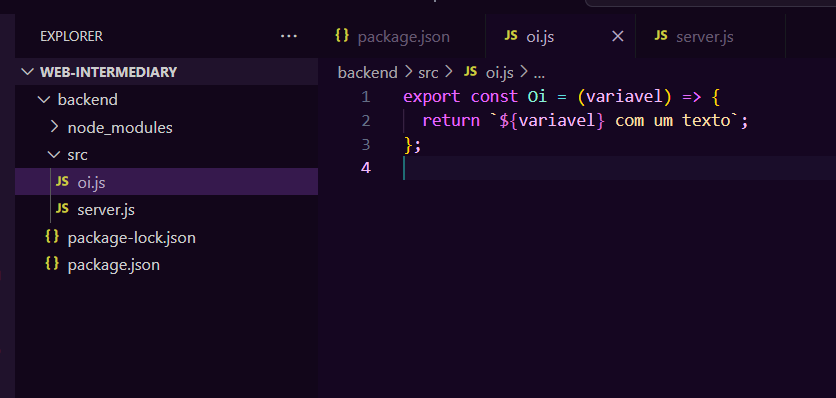 EXPLORER ...
WEB-INTERMEDIARY
backend
node_modules
src
JS oi.js
JS server.js
{} package-lock.json
{} package.json
{} package.json JS oi.js JS server.js
backend > src > JS oi.js > ...
1 export const Oi = (variavel) => {
2 return `${variavel} com um texto`;
3 };
4